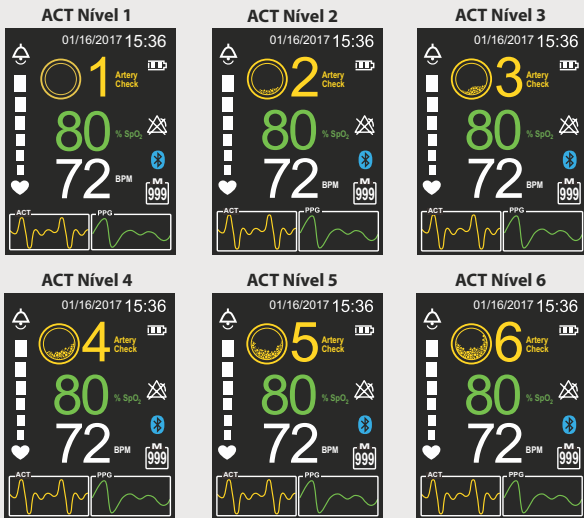 ACT Nível 1
01/16/2017 15:36
1 Artery
Check
80 % SpO₂
72 BPM
M
999
ACT PPG
ACT Nível 2
01/16/2017 15:36
2 Artery
Check
80 % SpO₂
72 BPM
M
999
ACT PPG
ACT Nível 3
01/16/2017 15:36
3 Artery
Check
80 % SpO₂
72 BPM
M
999
ACT PPG
ACT Nível 4
01/16/2017 15:36
4 Artery
Check
80 % SpO₂
72 BPM
M
999
ACT PPG
ACT Nível 5
01/16/2017 15:36
5 Artery
Check
80 % SpO₂
72 BPM
M
999
ACT PPG
ACT Nível 6
01/16/2017 15:36
6 Artery
Check
80 % SpO₂
72 BPM
M
999
ACT PPG